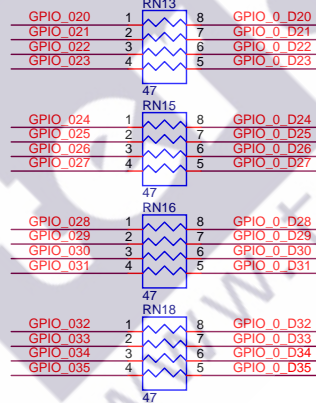 RN13
GPIO_020 1 8 GPIO_0_D20
GPIO_021 2 7 GPIO_0_D21
GPIO_022 3 6 GPIO_0_D22
GPIO_023 4 5 GPIO_0_D23
47
RN15
GPIO_024 1 8 GPIO_0_D24
GPIO_025 2 7 GPIO_0_D25
GPIO_026 3 6 GPIO_0_D26
GPIO_027 4 5 GPIO_0_D27
47
RN16
GPIO_028 1 8 GPIO_0_D28
GPIO_029 2 7 GPIO_0_D29
GPIO_030 3 6 GPIO_0_D30
GPIO_031 4 5 GPIO_0_D31
47
RN18
GPIO_032 1 8 GPIO_0_D32
GPIO_033 2 7 GPIO_0_D33
GPIO_034 3 6 GPIO_0_D34
GPIO_035 4 5 GPIO_0_D35
47